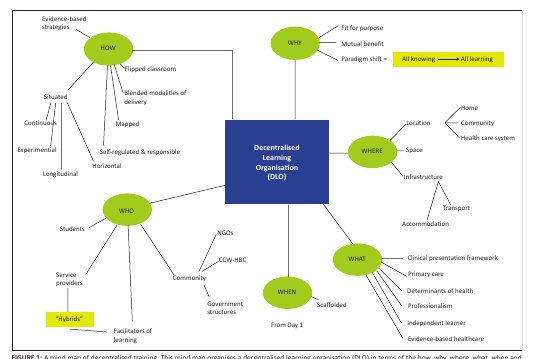 Evidence-based
strategies
HOW
Flipped classroom
Blended modalities of
delivery
Situated
Continuous
Mapped
Experimental
Self-regulated & responsible
Horizontal
Longitudinal
WHY
Fit for purpose
Mutual benefit
Paradigm shift =
All knowing
All learning
Decentralised
Learning
Organisation
(DLO)
WHERE
Location
Home
Community
Health care system
Space
Infrastructure
Transport
Accommodation
WHO
Students
NGOs
CCW-HBC
Community
Government
structures
Service
providers
"Hybrids"
Facilitators of
learning
WHEN
Scaffolded
From Day 1
WHAT
Clinical presentation framework
Primary care
Determinants of health
Professionalism
Independent learner
Evidence-based healthcare
FIGURE 1: A mind map of decentralised training. This mind map organises a decentralised learning organisation (DLO) in terms of the how, why, where, what, when and